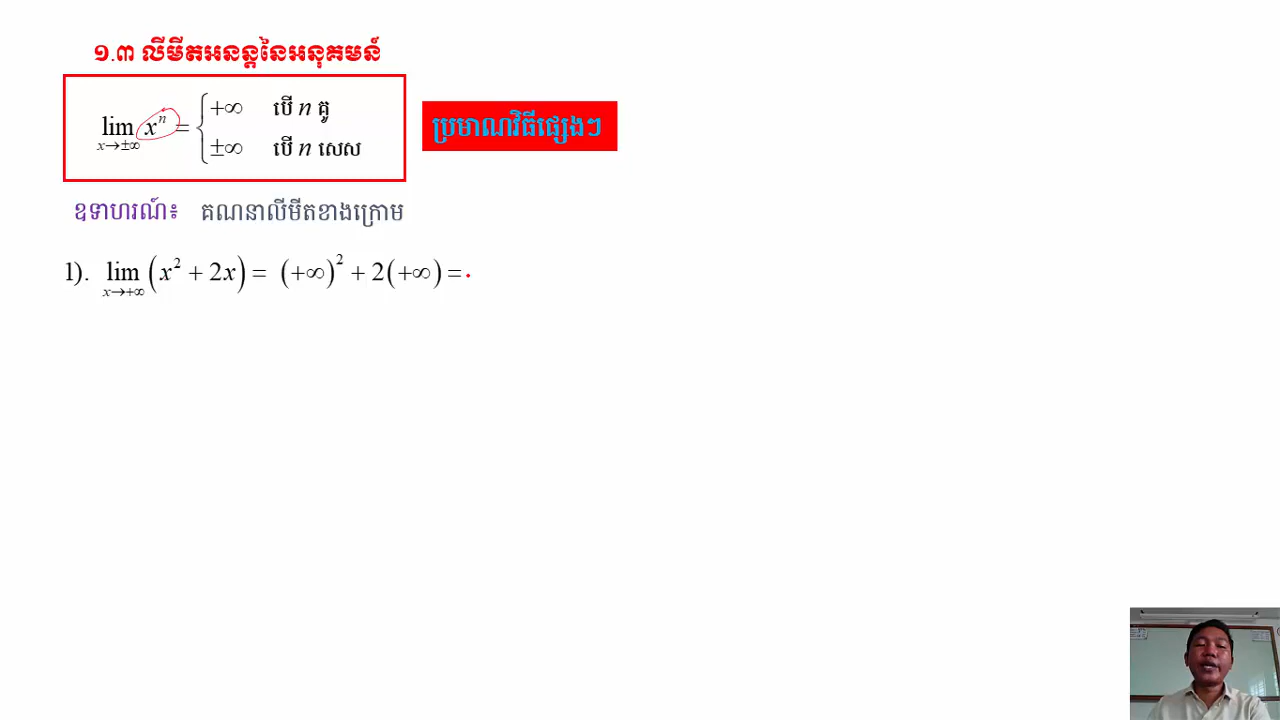 ១.៣ លីមីតអនន្តនៃអនុគមន៍
lim x→±∞ xⁿ = { +∞ បើ n គូ
±∞ បើ n សេស
ប្រមាណវិធីផ្សេងៗ
ឧទាហរណ៍៖ គណនាលីមីតខាងក្រោម
1). lim x→+∞ (x² + 2x) = (+∞)² + 2(+∞) =